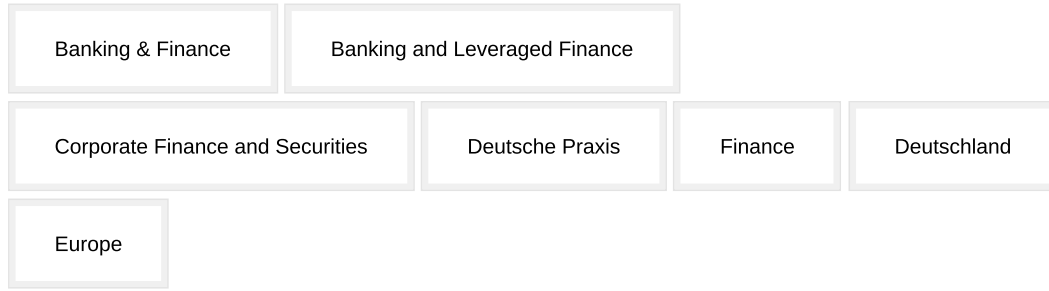 Banking & Finance Banking and Leveraged Finance
Corporate Finance and Securities Deutsche Praxis Finance Deutschland
Europe